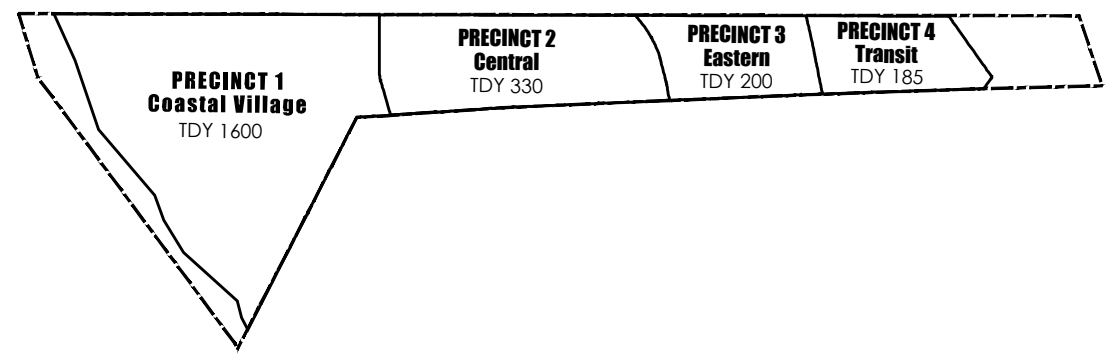 PRECINCT 1
Coastal Village
TDY 1600
PRECINCT 2
Central
TDY 330
PRECINCT 3
Eastern
TDY 200
PRECINCT 4
Transit
TDY 185